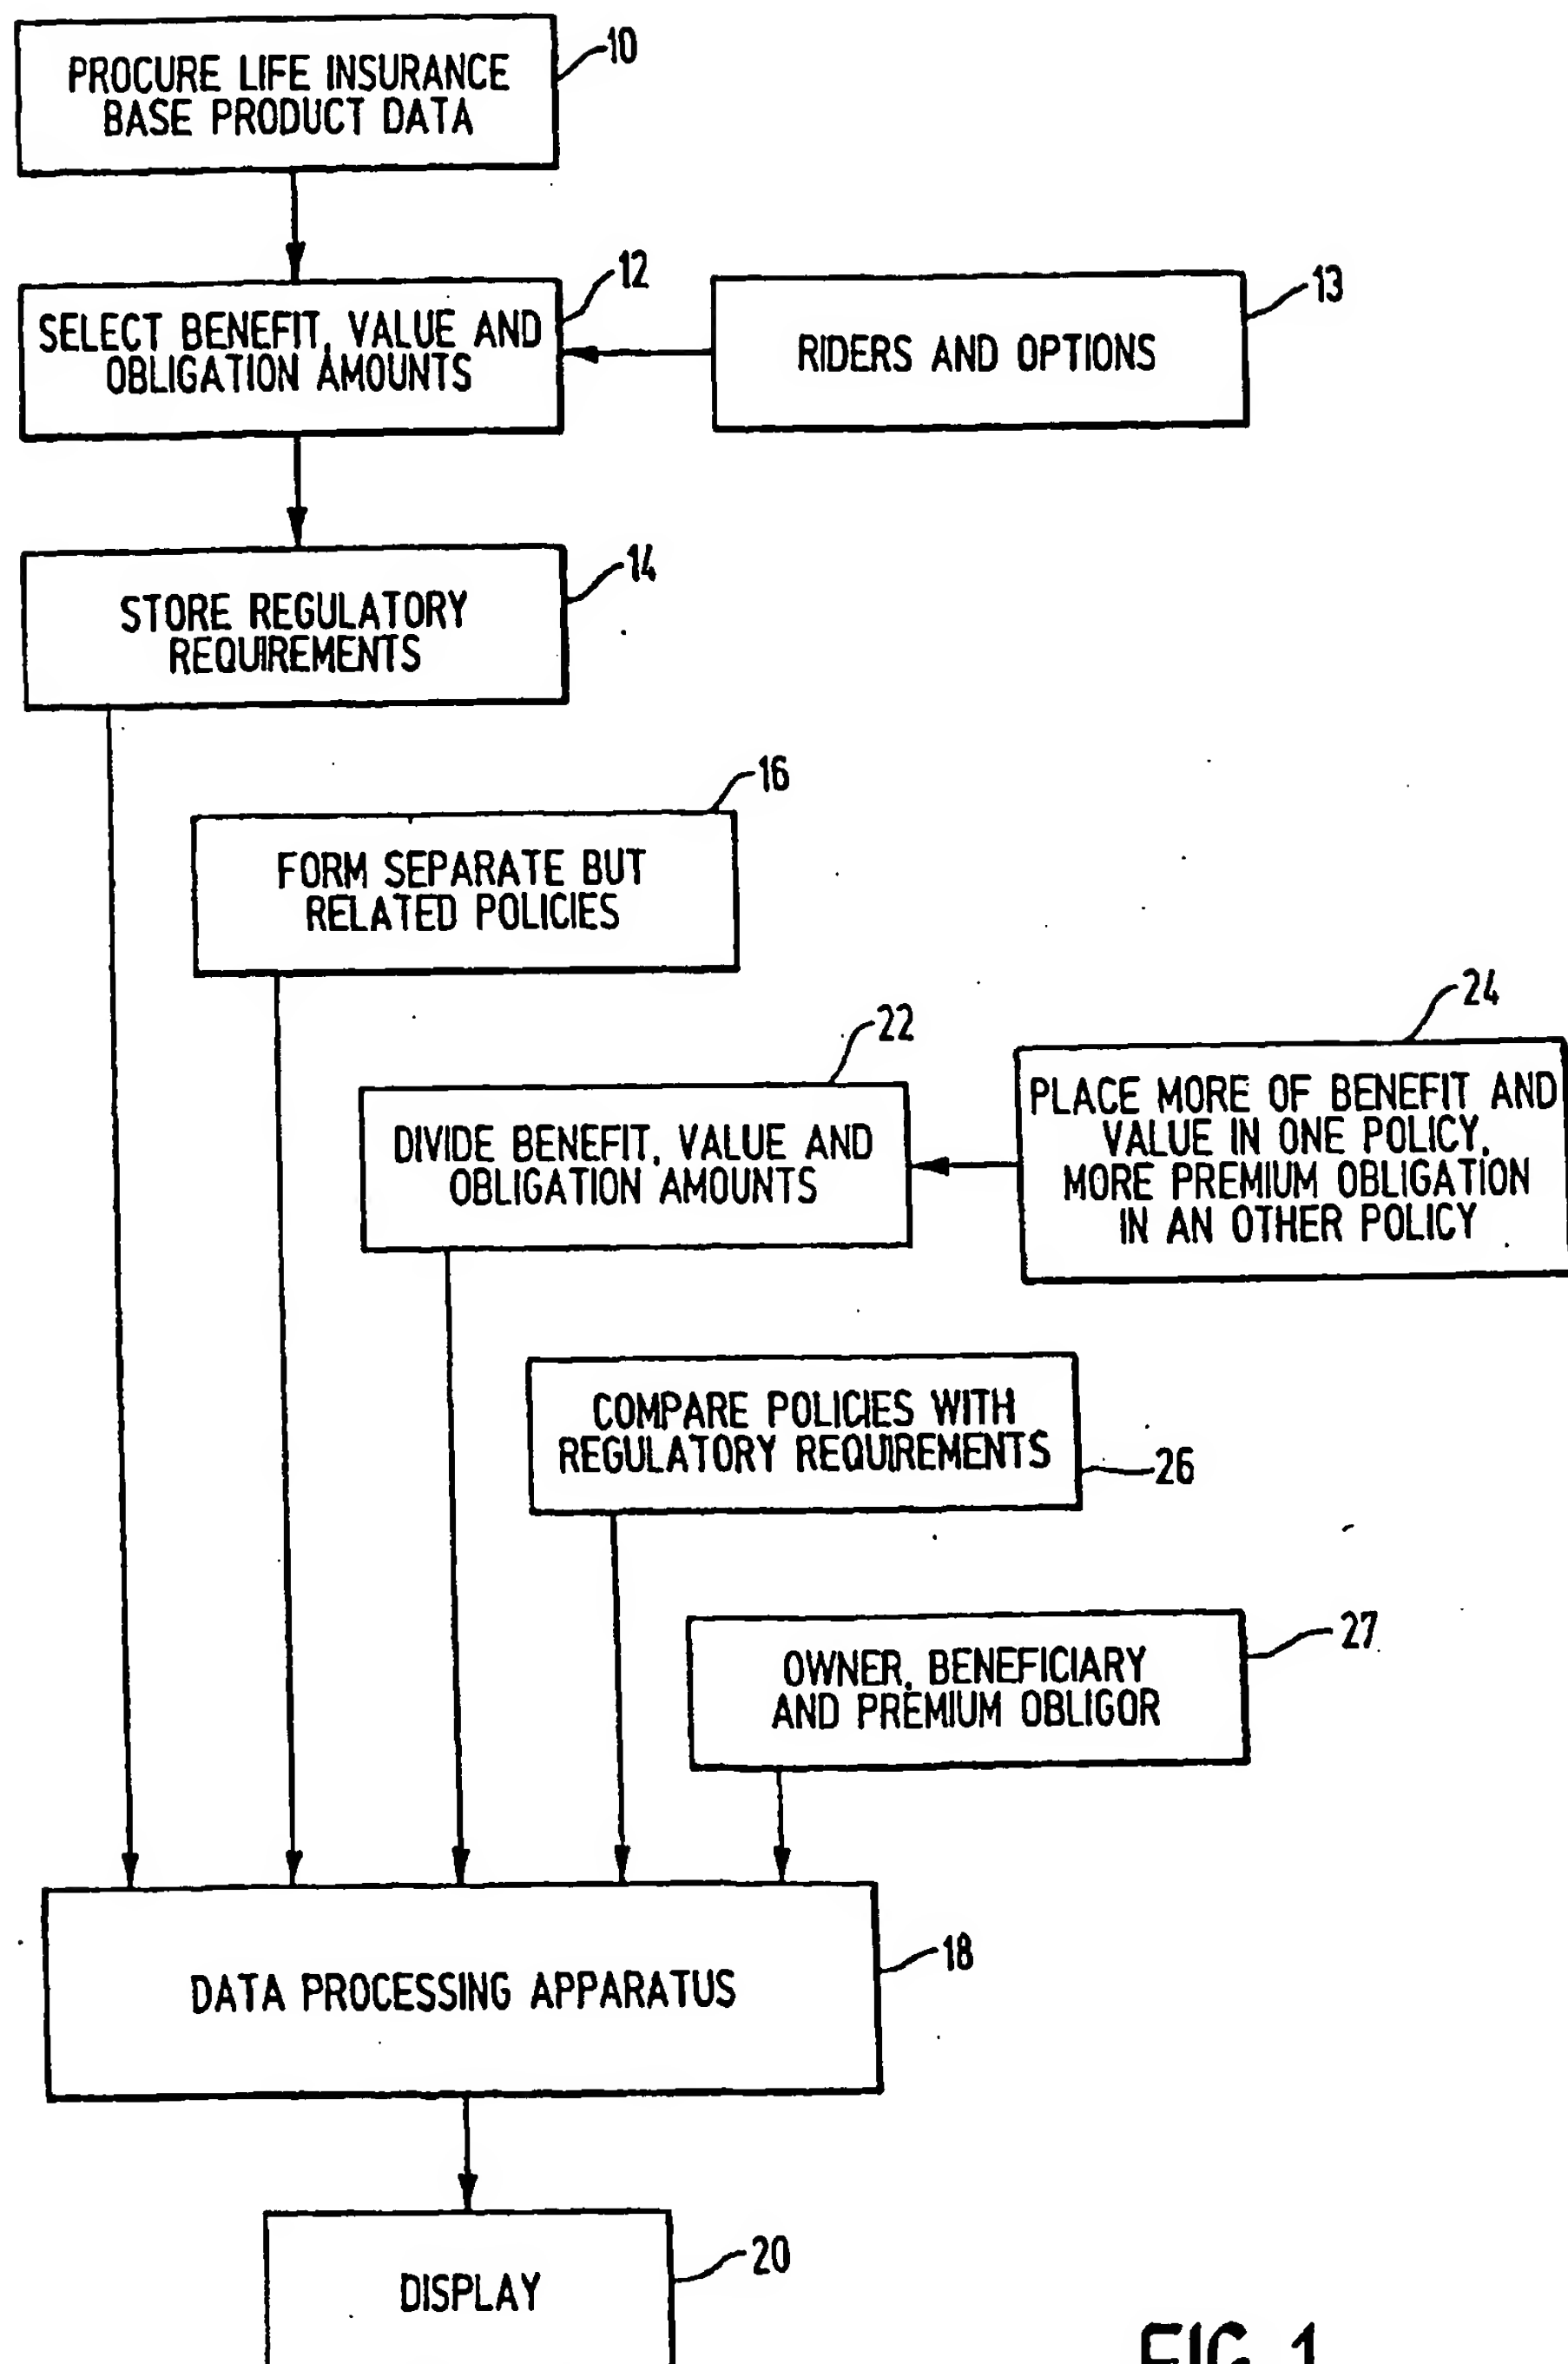 10
PROCURE LIFE INSURANCE
BASE PRODUCT DATA
12
SELECT BENEFIT, VALUE AND
OBLIGATION AMOUNTS
13
RIDERS AND OPTIONS
14
STORE REGULATORY
REQUIREMENTS
16
FORM SEPARATE BUT
RELATED POLICIES
22
DIVIDE BENEFIT, VALUE AND
OBLIGATION AMOUNTS
24
PLACE MORE OF BENEFIT AND
VALUE IN ONE POLICY,
MORE PREMIUM OBLIGATION
IN AN OTHER POLICY
COMPARE POLICIES WITH
REGULATORY REQUIREMENTS
26
27
OWNER, BENEFICIARY
AND PREMIUM OBLIGOR
18
DATA PROCESSING APPARATUS
20
DISPLAY
FIG. 1